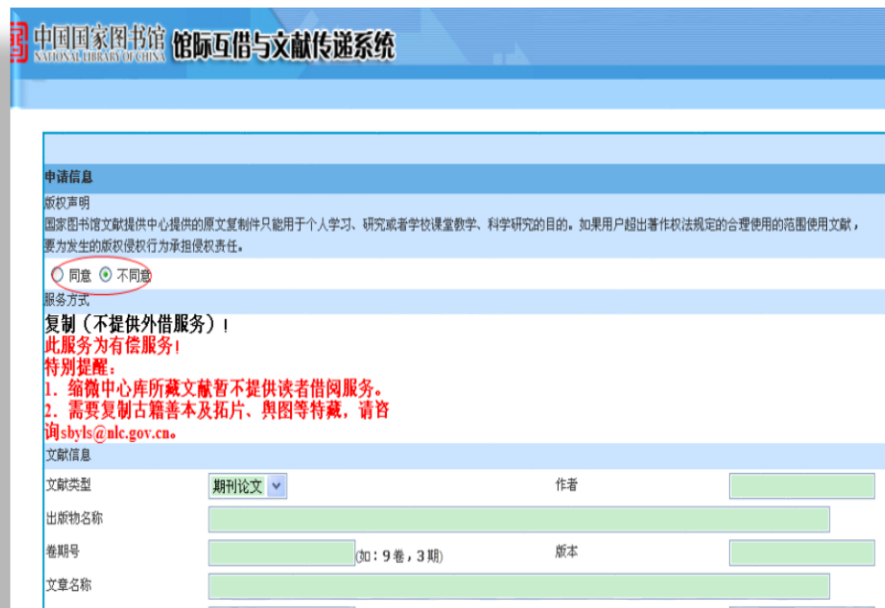 中国国家图书馆
NATIONAL LIBRARY OF CHINA
馆际互借与文献传递系统
申请信息
版权声明
国家图书馆文献提供中心提供的原文复制件只能用于个人学习、研究或者学校课堂教学、科学研究的目的。如果用户超出著作权法规定的合理使用的范围使用文献，
要为发生的版权侵权行为承担侵权责任。
同意 不同意
服务方式
复制（不提供外借服务）！
此服务为有偿服务！
特别提醒：
1. 缩微中心库所藏文献暂不提供读者借阅服务。
2. 需要复制古籍善本及拓片、舆图等特藏，请咨
询sbyls@nlc.gov.cn。
文献信息
文献类型 期刊论文 作者
出版物名称
卷期号 (如：9卷，3期) 版本
文章名称